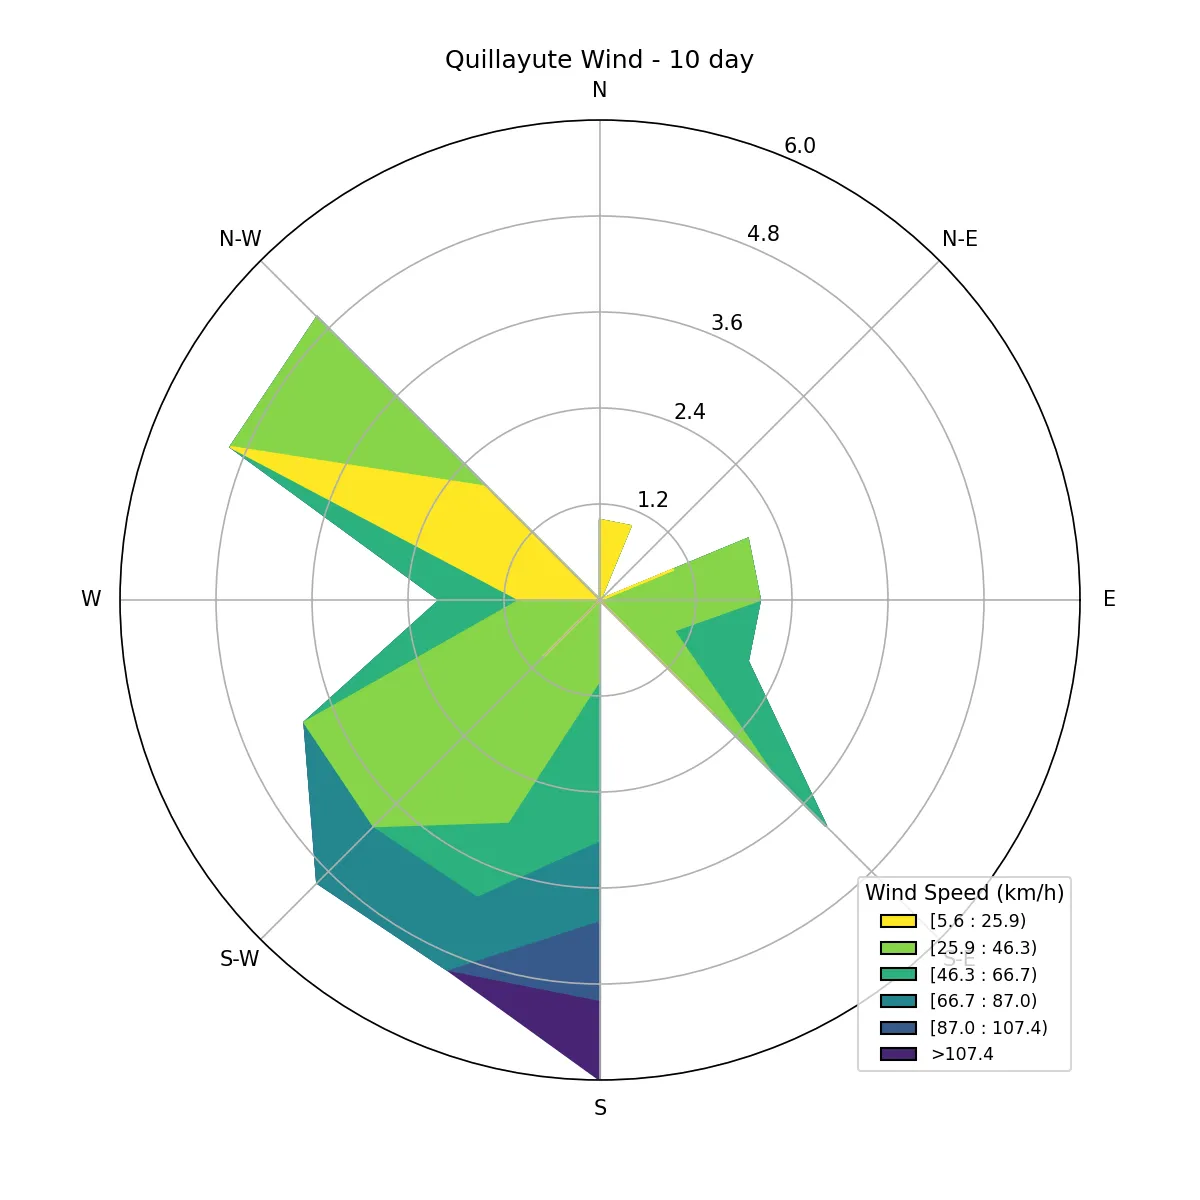 Quillayute Wind - 10 day
N
6.0
N-W
N-E
4.8
3.6
2.4
1.2
W
E
S-W
S-E
S
Wind Speed (km/h)
[5.6 : 25.9)
[25.9 : 46.3)
[46.3 : 66.7)
[66.7 : 87.0)
[87.0 : 107.4)
>107.4